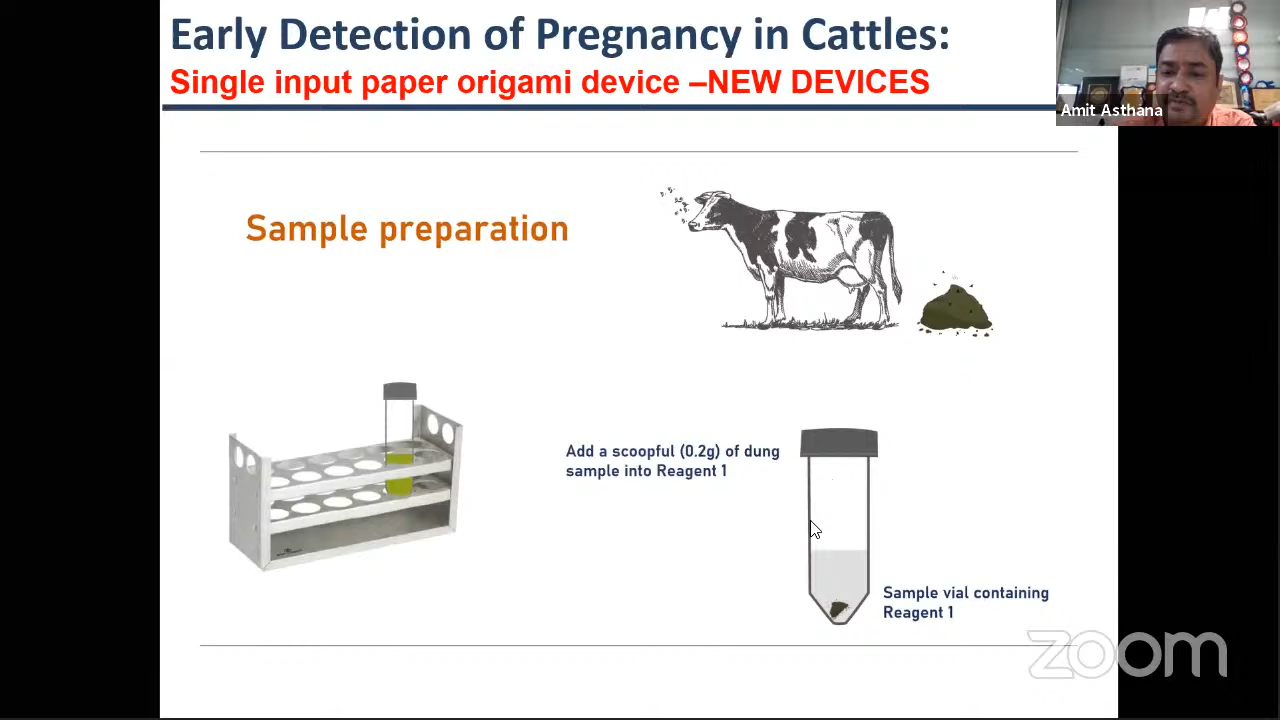 Early Detection of Pregnancy in Cattles:
Single input paper origami device –NEW DEVICES
Amit Asthana
Sample preparation
Add a scoopful (0.2g) of dung
sample into Reagent 1
Sample vial containing
Reagent 1
zoom